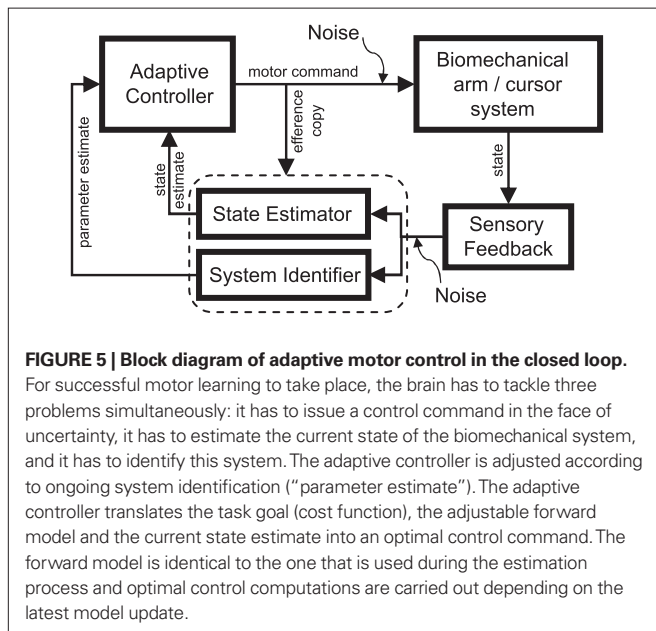 Noise
Adaptive
Controller
motor command
Biomechanical
arm / cursor
system
efference
copy
state
estimate
parameter estimate
state
State Estimator
Sensory
Feedback
System Identifier
Noise
FIGURE 5 | Block diagram of adaptive motor control in the closed loop.
For successful motor learning to take place, the brain has to tackle three
problems simultaneously: it has to issue a control command in the face of
uncertainty, it has to estimate the current state of the biomechanical system,
and it has to identify this system. The adaptive controller is adjusted according
to ongoing system identification (“parameter estimate”). The adaptive
controller translates the task goal (cost function), the adjustable forward
model and the current state estimate into an optimal control command. The
forward model is identical to the one that is used during the estimation
process and optimal control computations are carried out depending on the
latest model update.